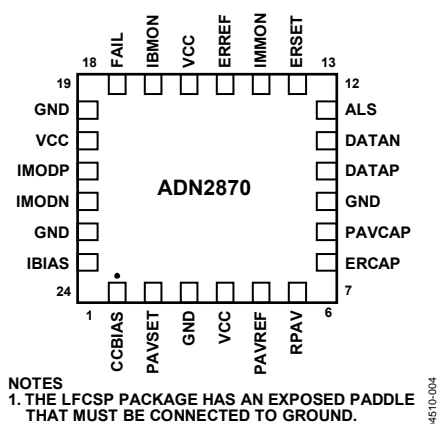 FAIL
IBMON
VCC
ERREF
IMMON
ERSET
18
13
19
12
GND
VCC
IMODP
IMODN
GND
IBIAS
ADN2870
ALS
DATAN
DATAP
GND
PAVCAP
ERCAP
24
7
1
6
CCBIAS
PAVSET
GND
VCC
PAVREF
RPAV
NOTES
1. THE LFCSP PACKAGE HAS AN EXPOSED PADDLE
THAT MUST BE CONNECTED TO GROUND.
4510-004